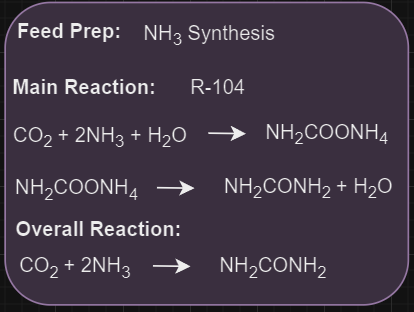 Feed Prep: NH₃ Synthesis
Main Reaction: R-104
CO₂ + 2NH₃ + H₂O → NH₂COONH₄
NH₂COONH₄ → NH₂CONH₂ + H₂O
Overall Reaction:
CO₂ + 2NH₃ → NH₂CONH₂